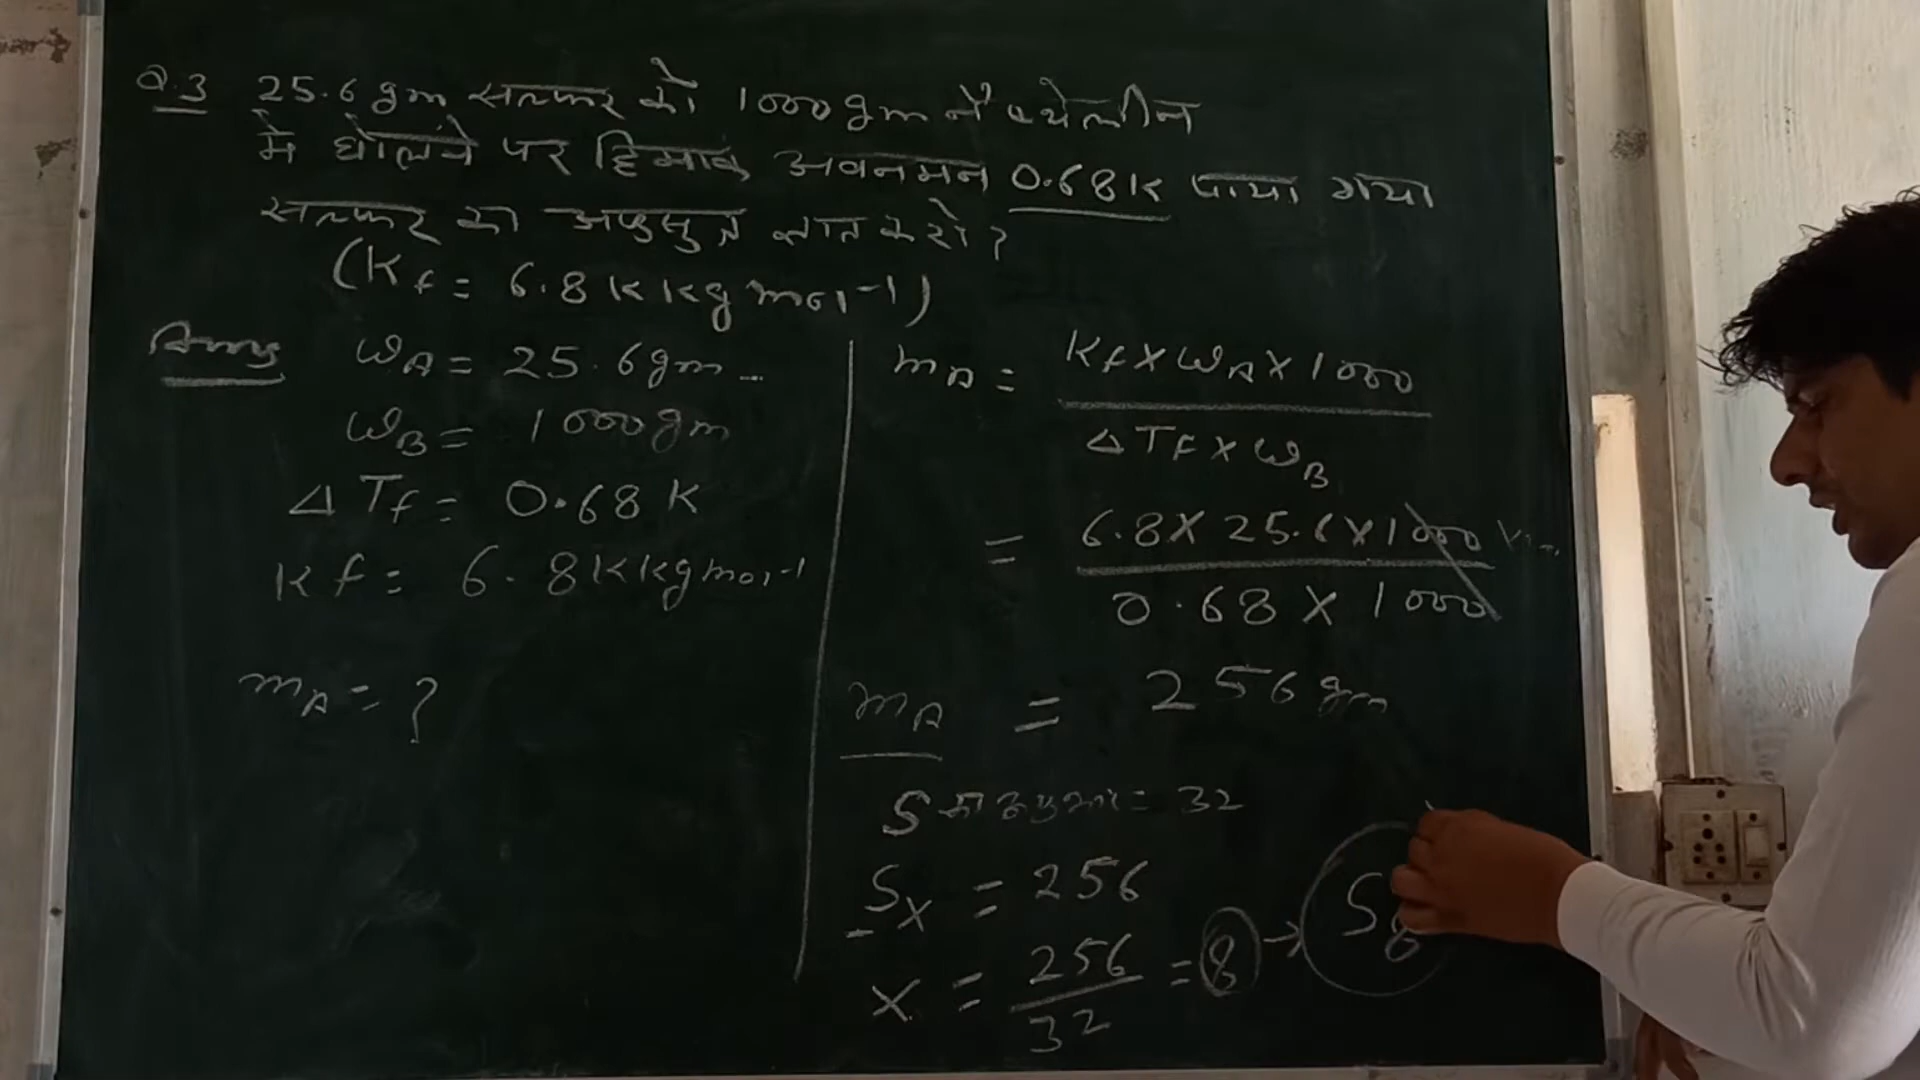 Q.3 25.6 gm सल्फर को 1000 gm नेफ्थेलीन
मे घोलने पर हिमांक अवनमन 0.68 K पाया गया
सल्फर का अणुसुत्र ज्ञात करो?
(Kf = 6.8 K kg mol-1)
Ans
WA = 25.6 gm
WB = 1000 gm
ΔTf = 0.68 K
Kf = 6.8 K kg mol-1
mA = ?
mA = Kf x WA x 1000
ΔTf x WB
= 6.8 x 25.6 x 1000
0.68 x 1000
mA = 256 gm
S का = 32
Sx = 256
x = 256 = 8 → S8
32